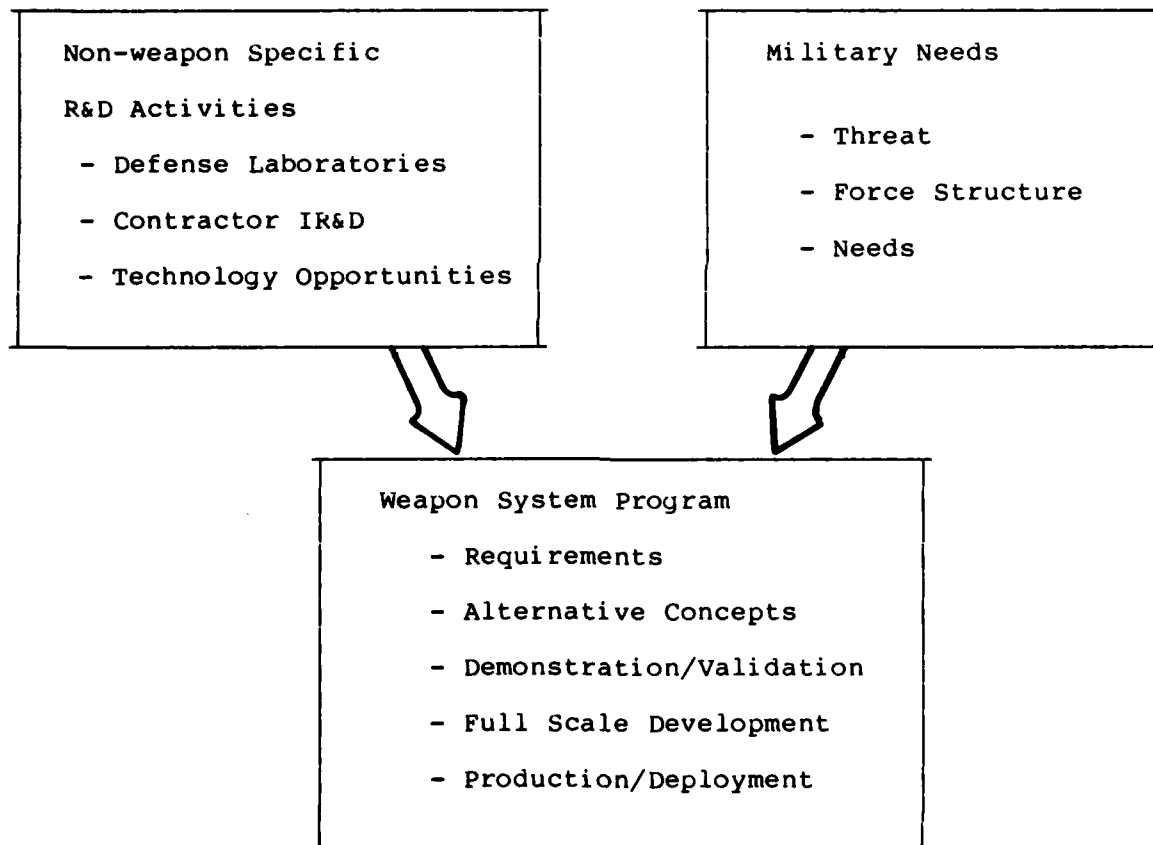 Non-weapon Specific
R&D Activities
- Defense Laboratories
- Contractor IR&D
- Technology Opportunities
Military Needs
- Threat
- Force Structure
- Needs
Weapon System Program
- Requirements
- Alternative Concepts
- Demonstration/Validation
- Full Scale Development
- Production/Deployment